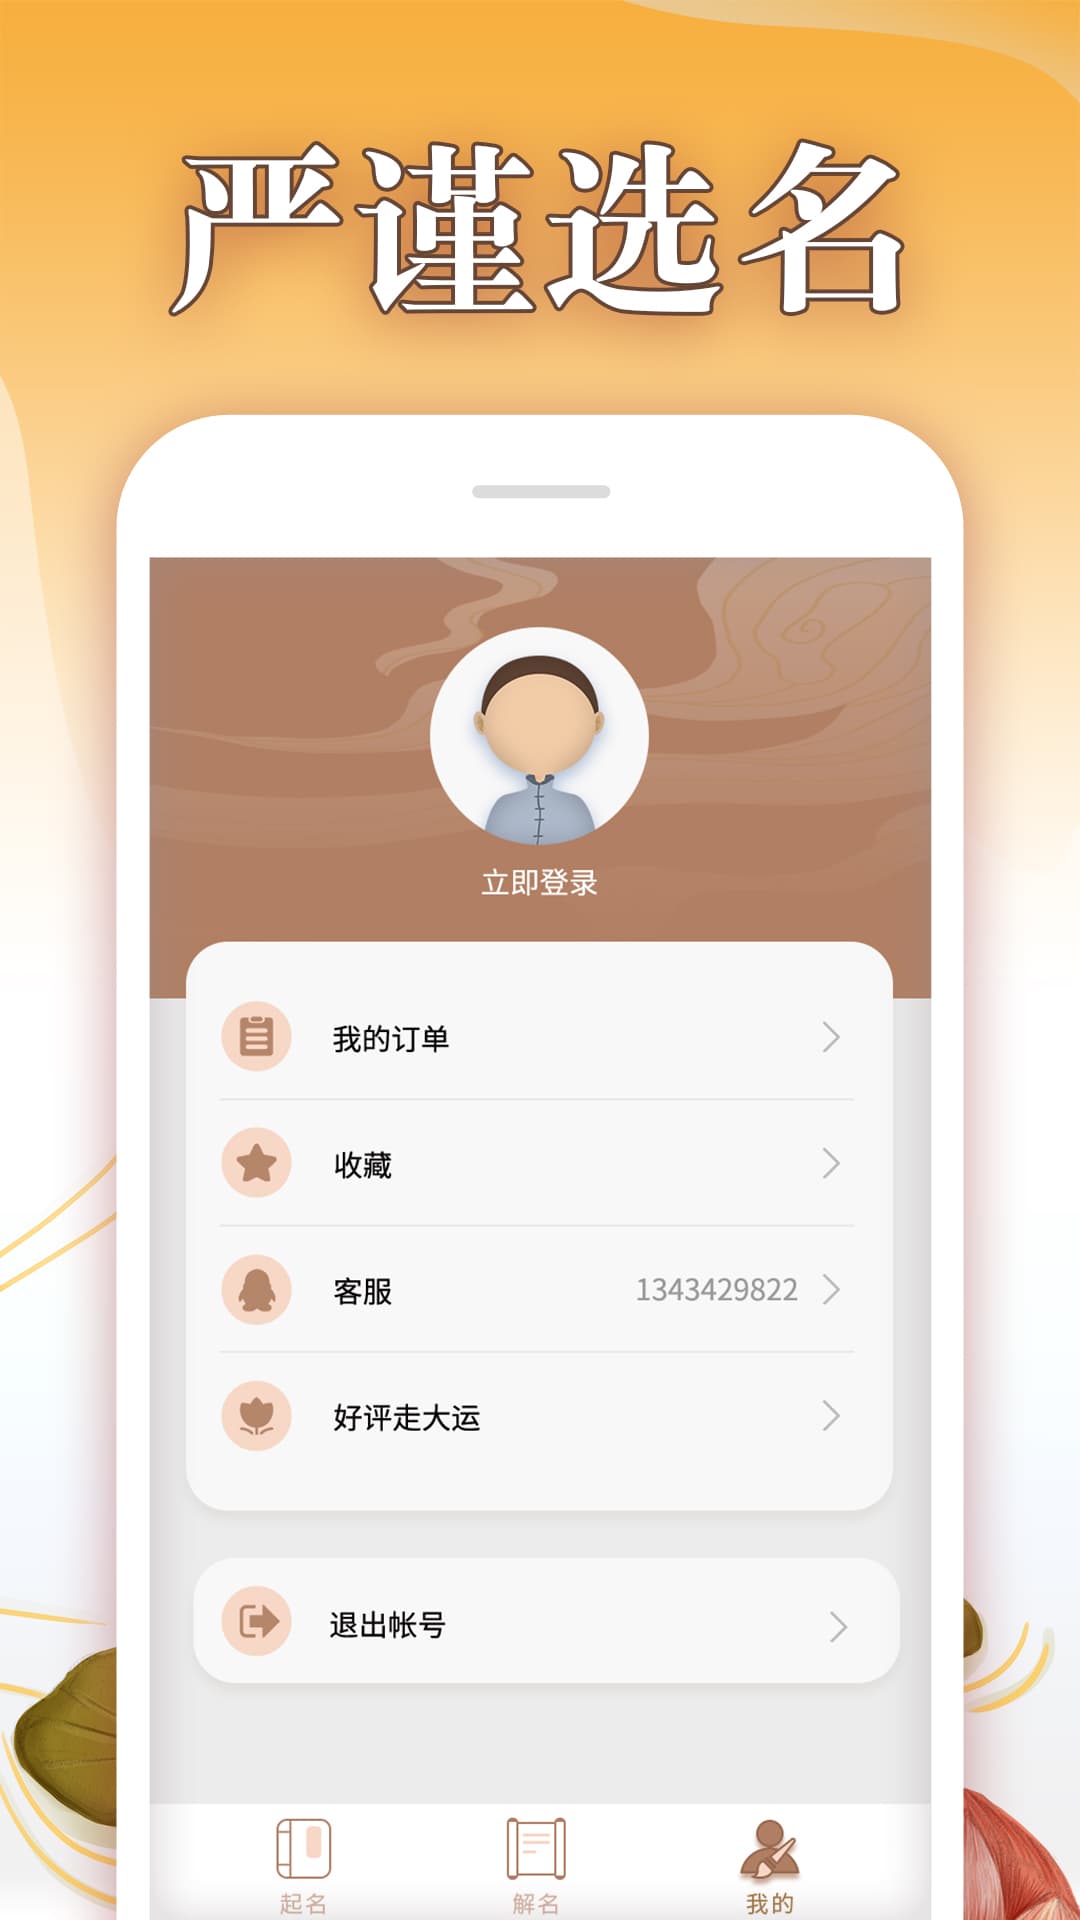 严谨选名
立即登录
我的订单
收藏
客服 1343429822
好评走大运
退出帐号
起名 解名 我的